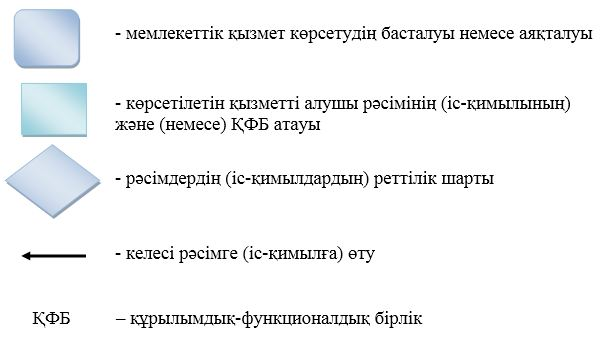 - мемлекеттік қызмет көрсетудің басталуы немесе аяқталуы
- көрсетілетін қызметті алушы рәсімінің (іс-қимылының)
және (немесе) ҚФБ атауы
- рәсімдердің (іс-қимылдардың) реттілік шарты
- келесі рәсімге (іс-қимылға) өту
ҚФБ – құрылымдық-функционалдық бірлік